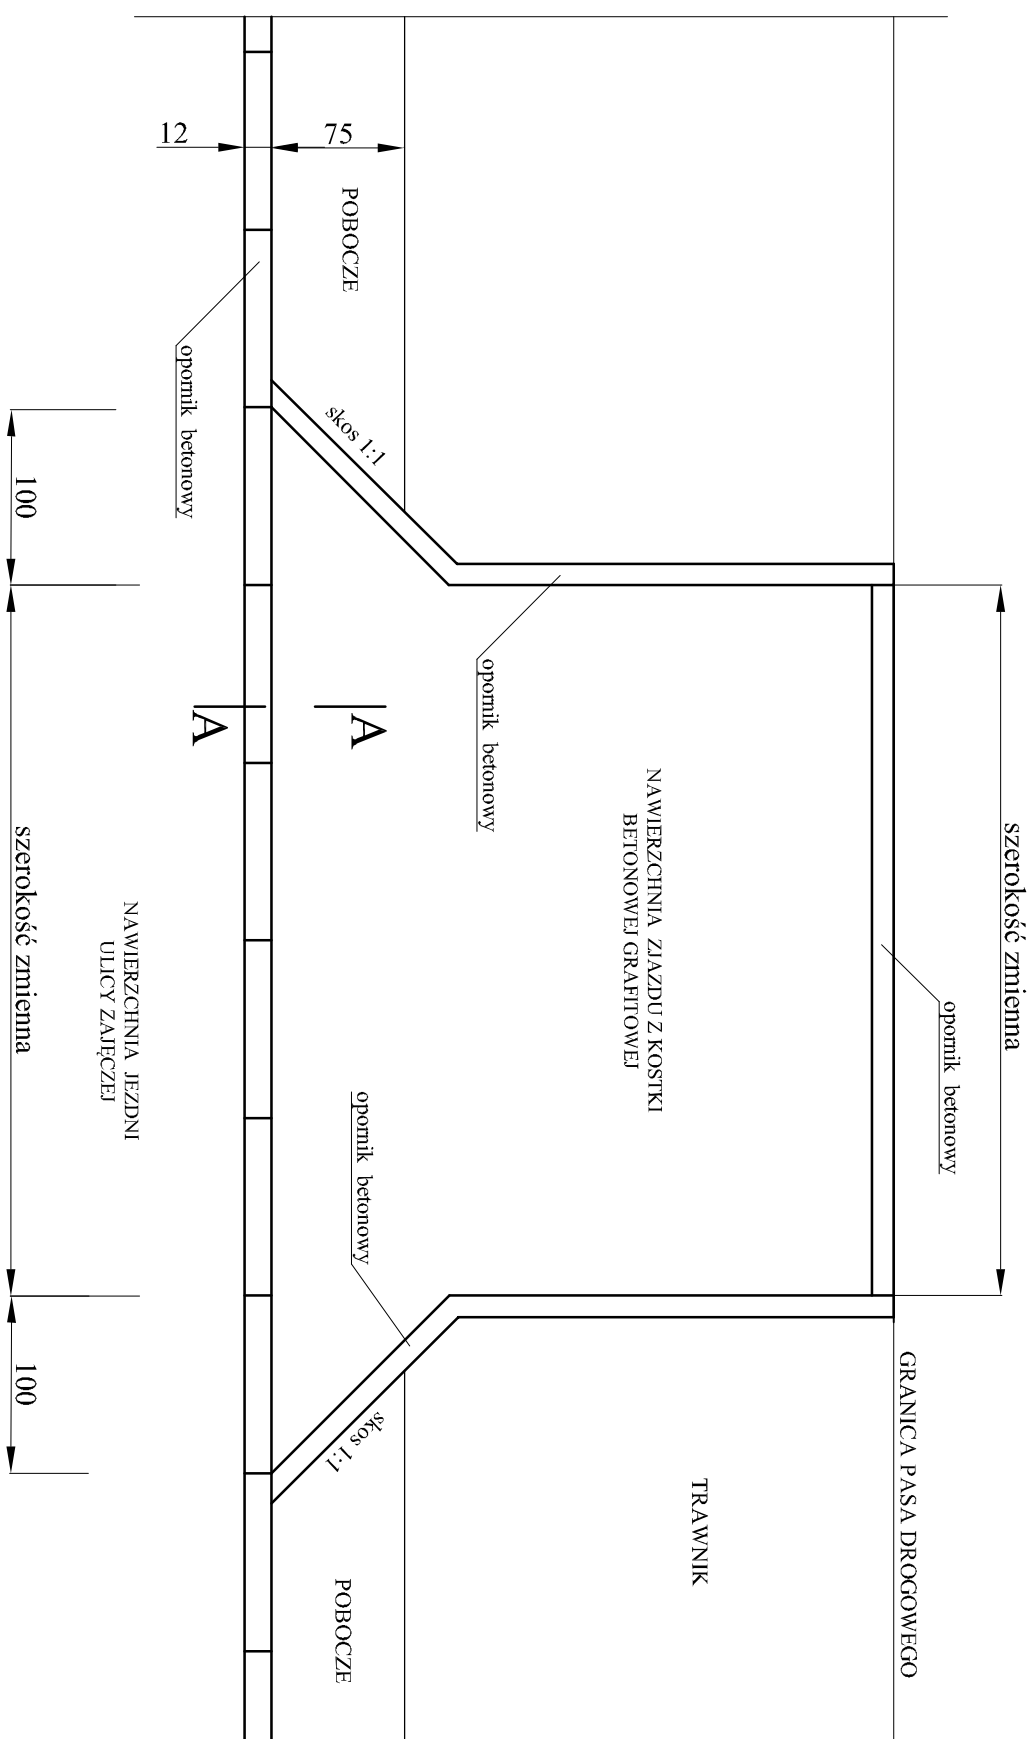 12
75
POBOCZE
opornik betonowy
skos 1:1
100
opornik betonowy
A
A
NAWIERZCHNIA ZJAZDU Z KOSTKI
BETONOWEJ GRAFITOWEJ
szerokość zmienna
opornik betonowy
szerokość zmienna
NAWIERZCHNIA JEZDNI
ULICY ZAJĘCZEJ
opornik betonowy
skos 1:1
100
GRANICA PASA DROGOWEGO
TRAWNIK
POBOCZE